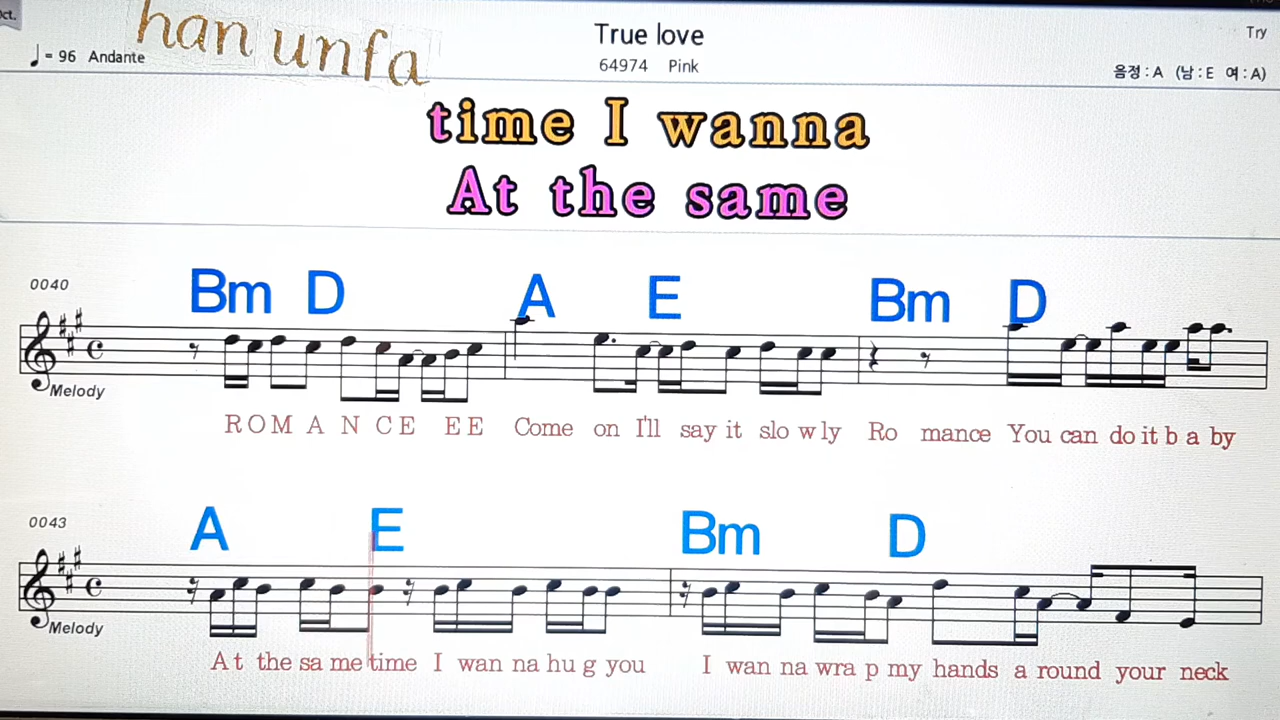 ct.
han unfa
True love
Try
♩= 96 Andante
64974 Pink
음정 : A (남 : E 여 : A)
time I wanna
At the same
0040
Bm D A E Bm D
Melody
R O M A N C E E E Come on I'll say it slo w ly Ro mance You can do it b a by
0043
A E Bm D
Melody
A t the sa me time I wan na hu g you I wan na wra p my hands a round your neck